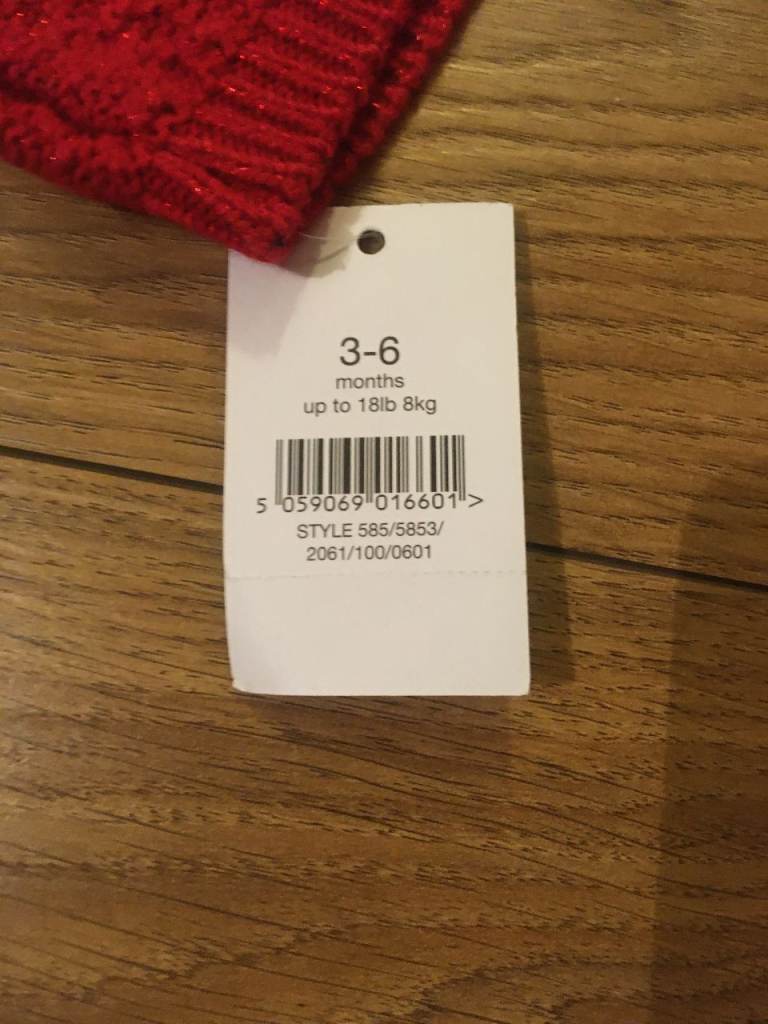 3-6
months
up to 18lb 8kg
5 059069 016601 >
STYLE 585/5853/
2061/100/0601